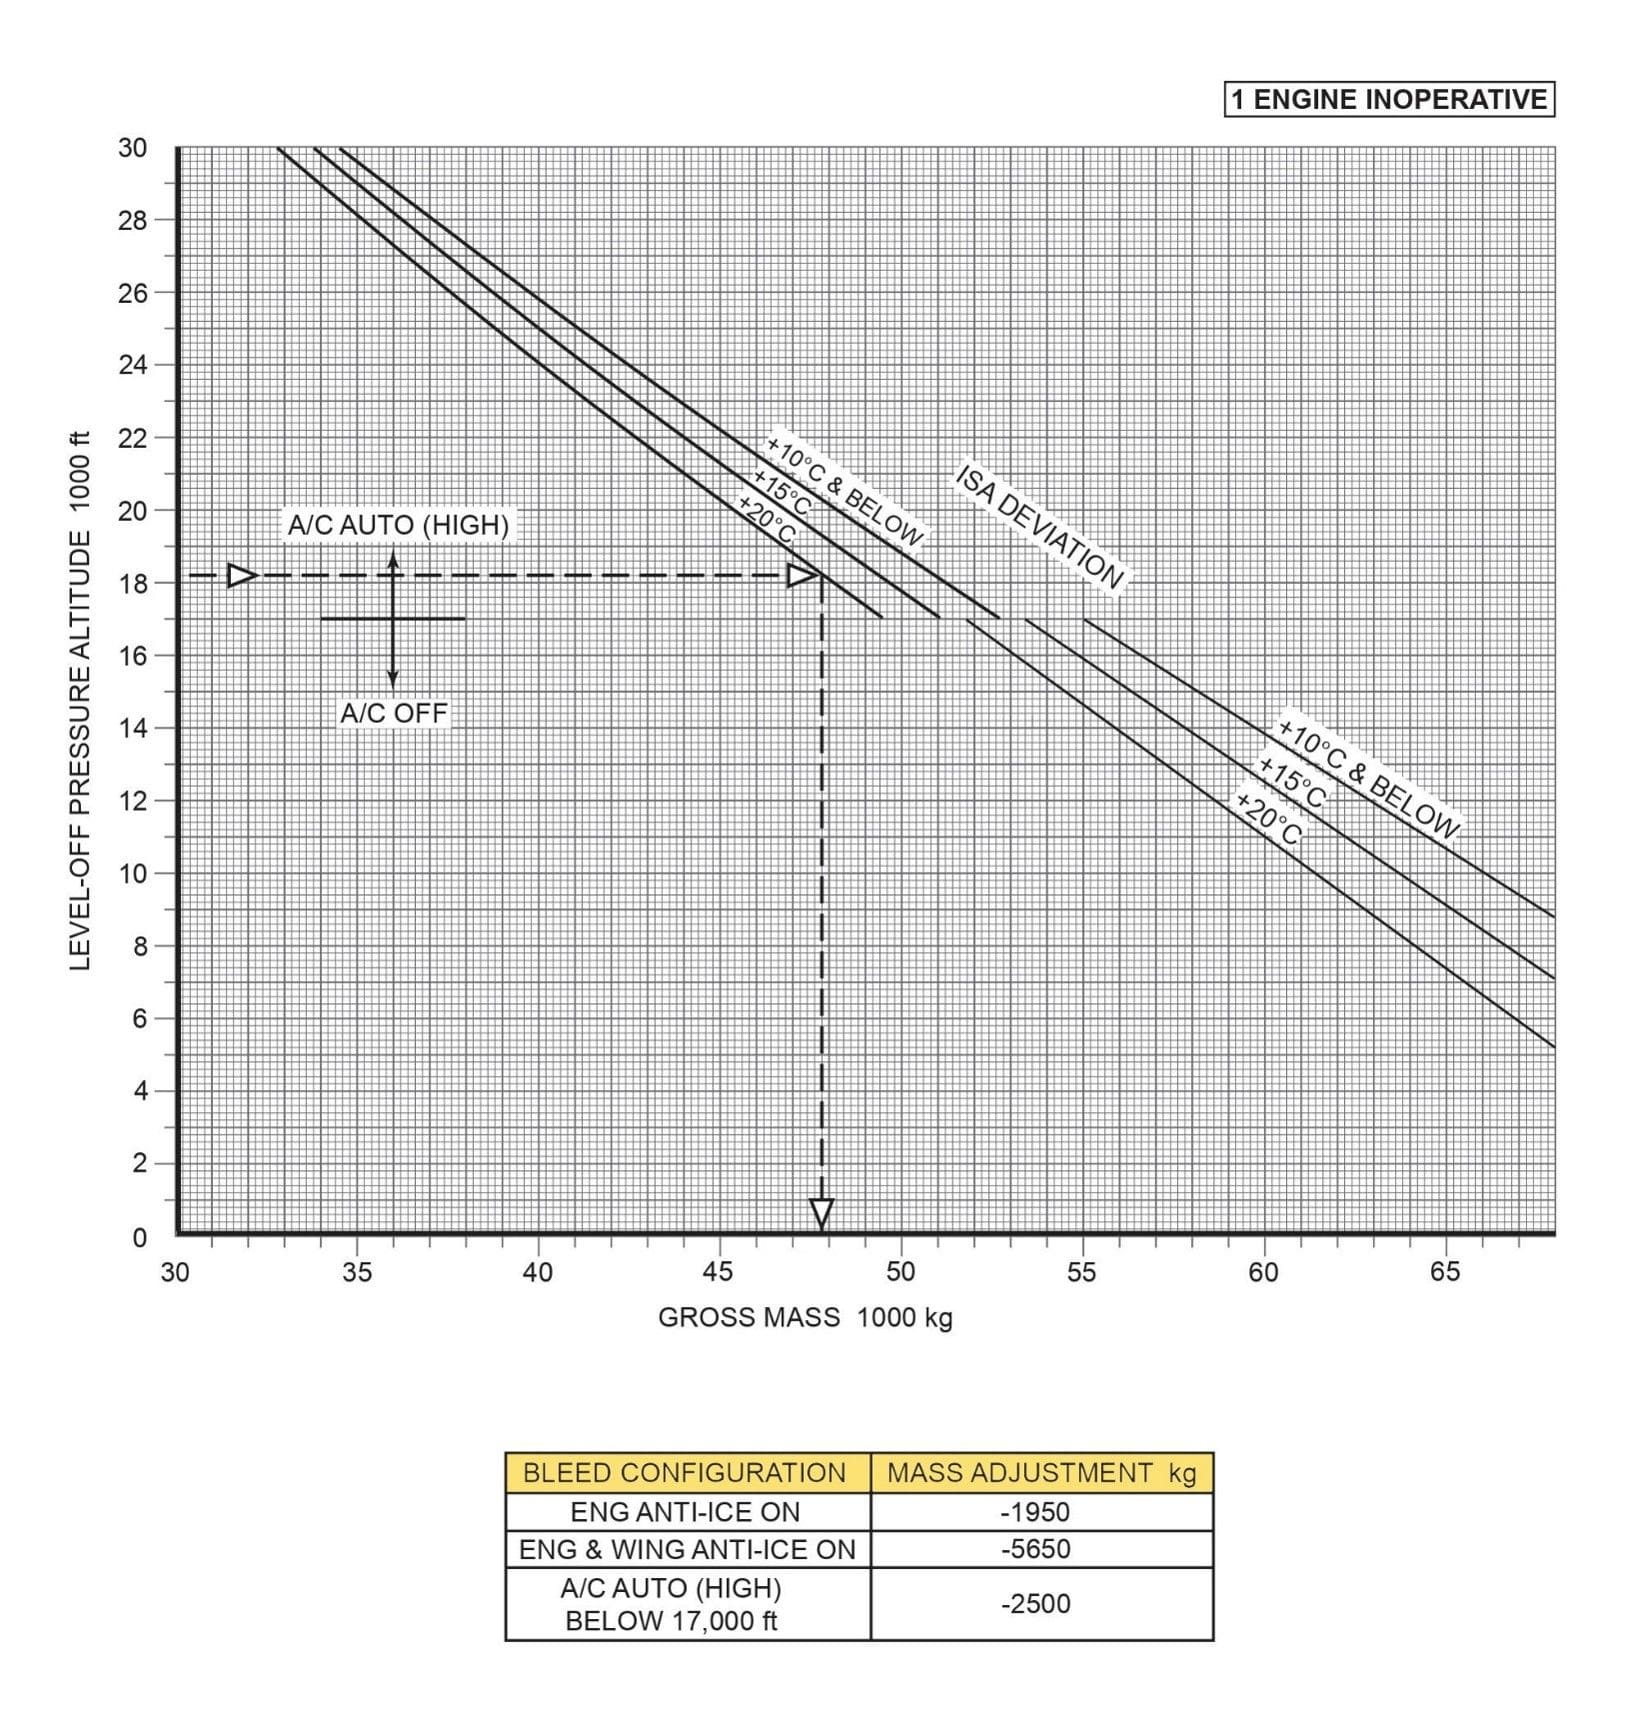 1 ENGINE INOPERATIVE
30
28
26
24
22
20
18
16
14
12
10
8
6
4
2
0
LEVEL-OFF PRESSURE ALTITUDE 1000 ft
A/C AUTO (HIGH)
A/C OFF
+10°C & BELOW
+15°C
+20°C
ISA DEVIATION
+10°C & BELOW
+15°C
+20°C
30 35 40 45 50 55 60 65
GROSS MASS 1000 kg
BLEED CONFIGURATION MASS ADJUSTMENT kg
ENG ANTI-ICE ON -1950
ENG & WING ANTI-ICE ON -5650
A/C AUTO (HIGH)
BELOW 17,000 ft -2500